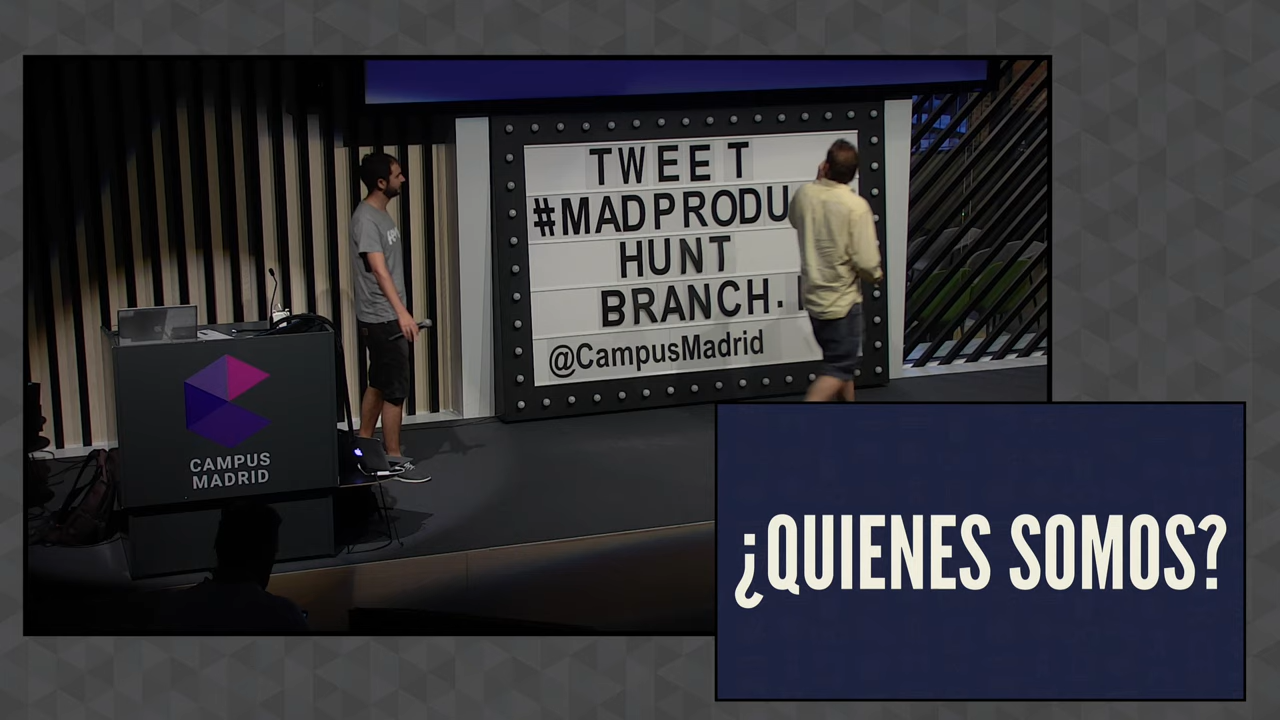 TWEET
#MADPRODU
HUNT
BRANCH.
@CampusMadrid
CAMPUS
MADRID
¿QUIENES SOMOS?